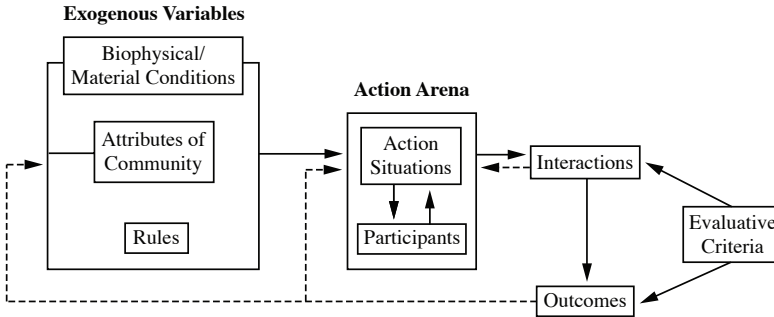 Exogenous Variables
Biophysical/
Material Conditions
Attributes of
Community
Rules
Action Arena
Action
Situations
Participants
Interactions
Outcomes
Evaluative
Criteria